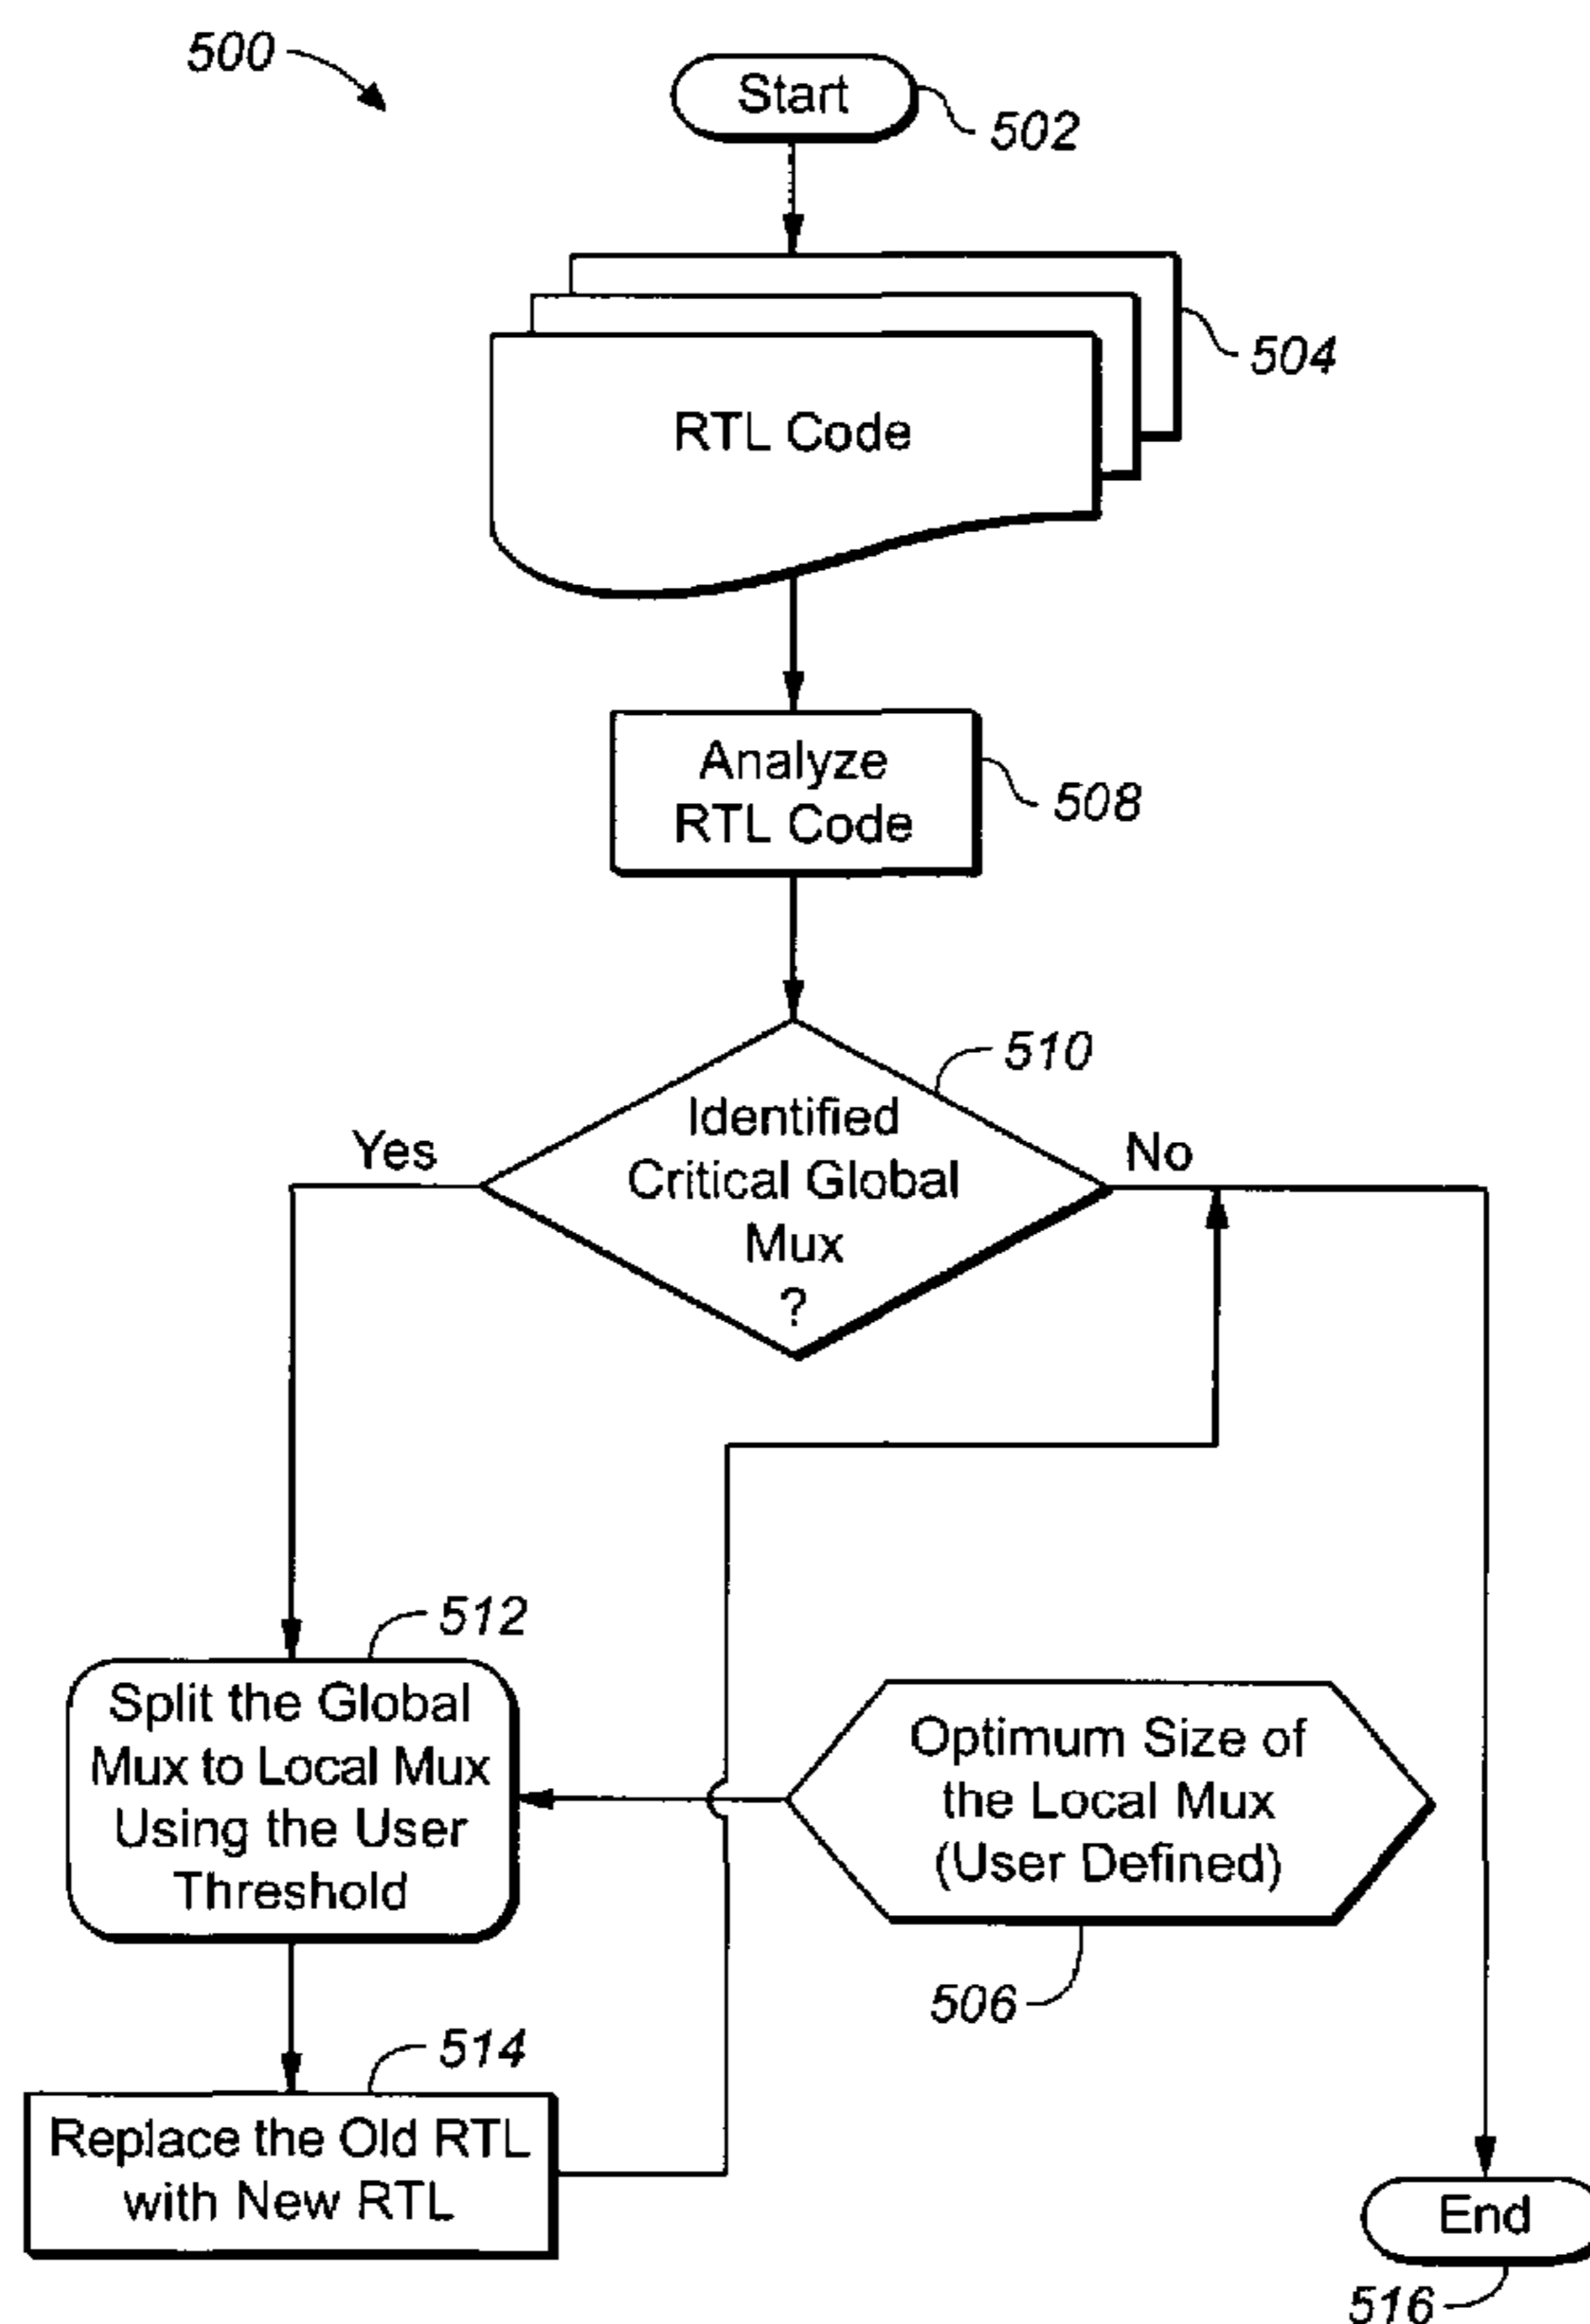 500
Start
502
504
RTL Code
Analyze
RTL Code
508
510
Identified
Critical Global
Mux
?
Yes
No
512
Split the Global
Mux to Local Mux
Using the User
Threshold
Optimum Size of
the Local Mux
(User Defined)
506
514
Replace the Old RTL
with New RTL
End
516